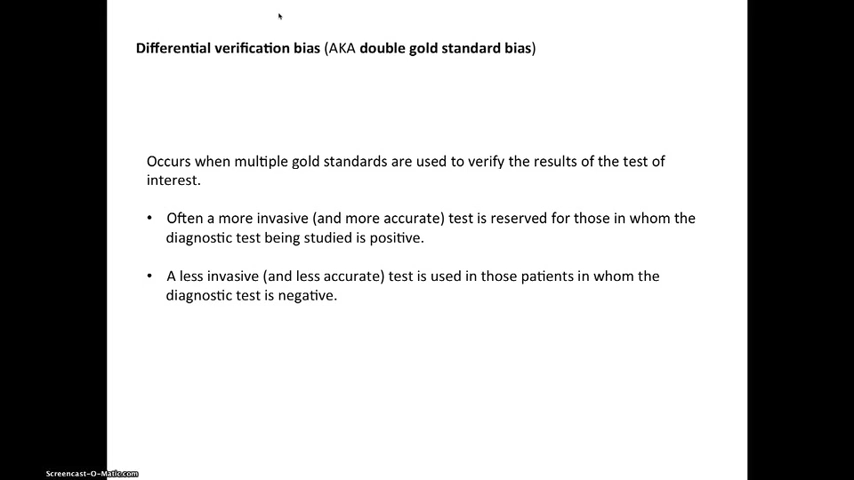 Differential verification bias (AKA double gold standard bias)
Occurs when multiple gold standards are used to verify the results of the test of
interest.
• Often a more invasive (and more accurate) test is reserved for those in whom the
diagnostic test being studied is positive.
• A less invasive (and less accurate) test is used in those patients in whom the
diagnostic test is negative.
Screencast-O-Matic.com